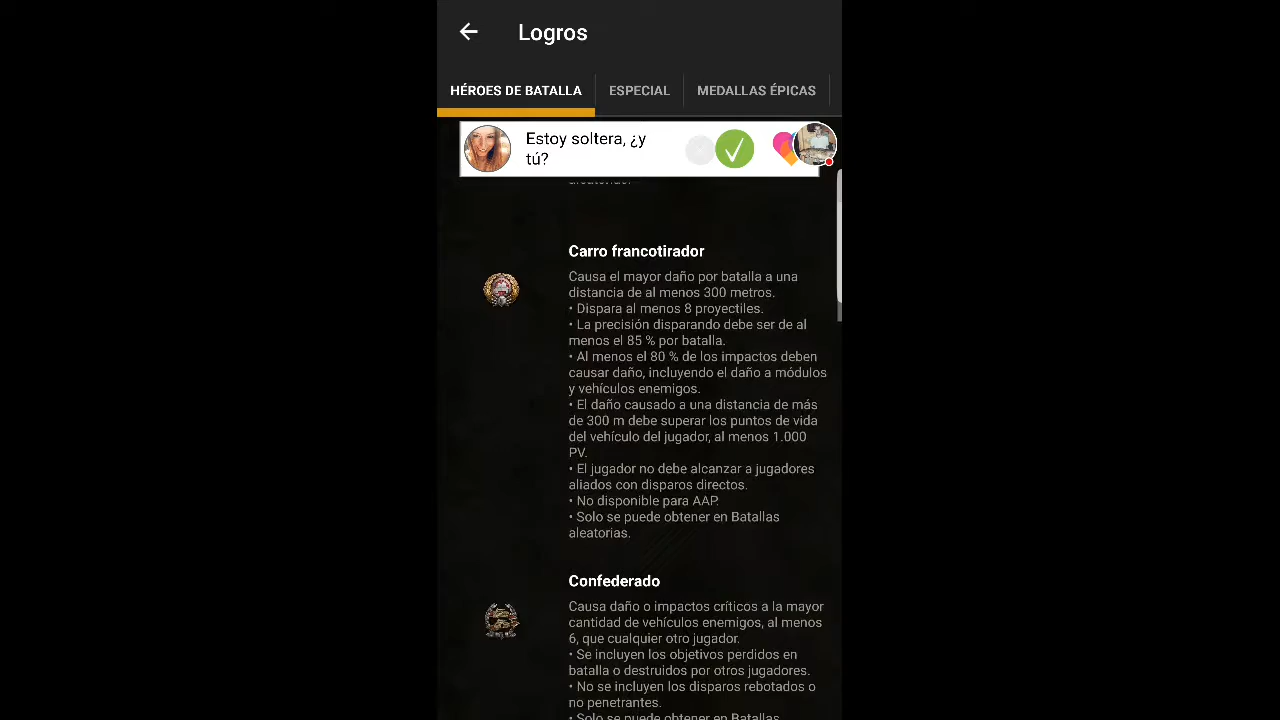 Logros
HÉROES DE BATALLA
ESPECIAL
MEDALLAS ÉPICAS
Estoy soltera, ¿y
tú?
Carro francotirador
Causa el mayor daño por batalla a una
distancia de al menos 300 metros.
• Dispara al menos 8 proyectiles.
• La precisión disparando debe ser de al
menos el 85 % por batalla.
• Al menos el 80 % de los impactos deben
causar daño, incluyendo el daño a módulos
y vehículos enemigos.
• El daño causado a una distancia de más
de 300 m debe superar los puntos de vida
del vehículo del jugador, al menos 1.000
PV.
• El jugador no debe alcanzar a jugadores
aliados con disparos directos.
• No disponible para AAP.
• Solo se puede obtener en Batallas
aleatorias.
Confederado
Causa daño o impactos críticos a la mayor
cantidad de vehículos enemigos, al menos
6, que cualquier otro jugador.
• Se incluyen los objetivos perdidos en
batalla o destruidos por otros jugadores.
• No se incluyen los disparos rebotados o
no penetrantes.
• Solo se puede obtener en Batallas